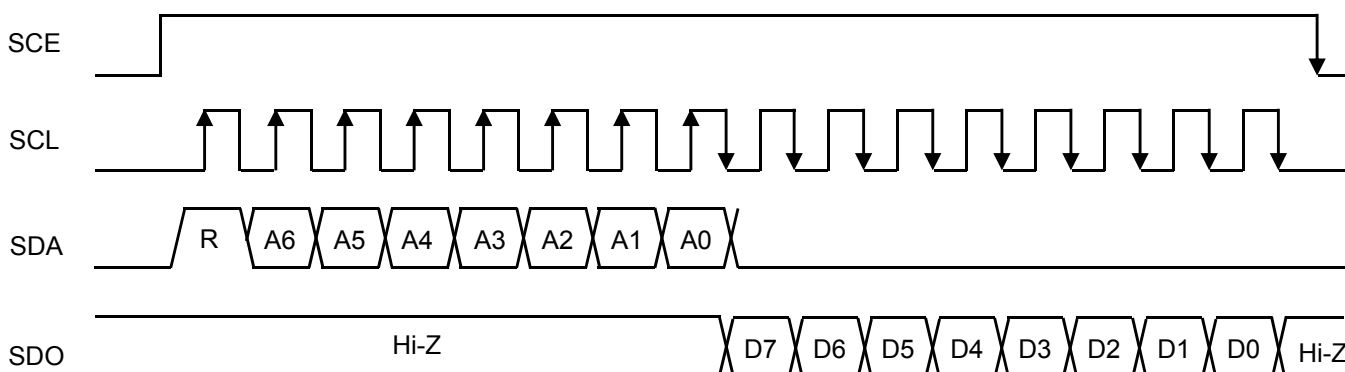 SCE
SCL
SDA R A6 A5 A4 A3 A2 A1 A0
SDO Hi-Z D7 D6 D5 D4 D3 D2 D1 D0 Hi-Z